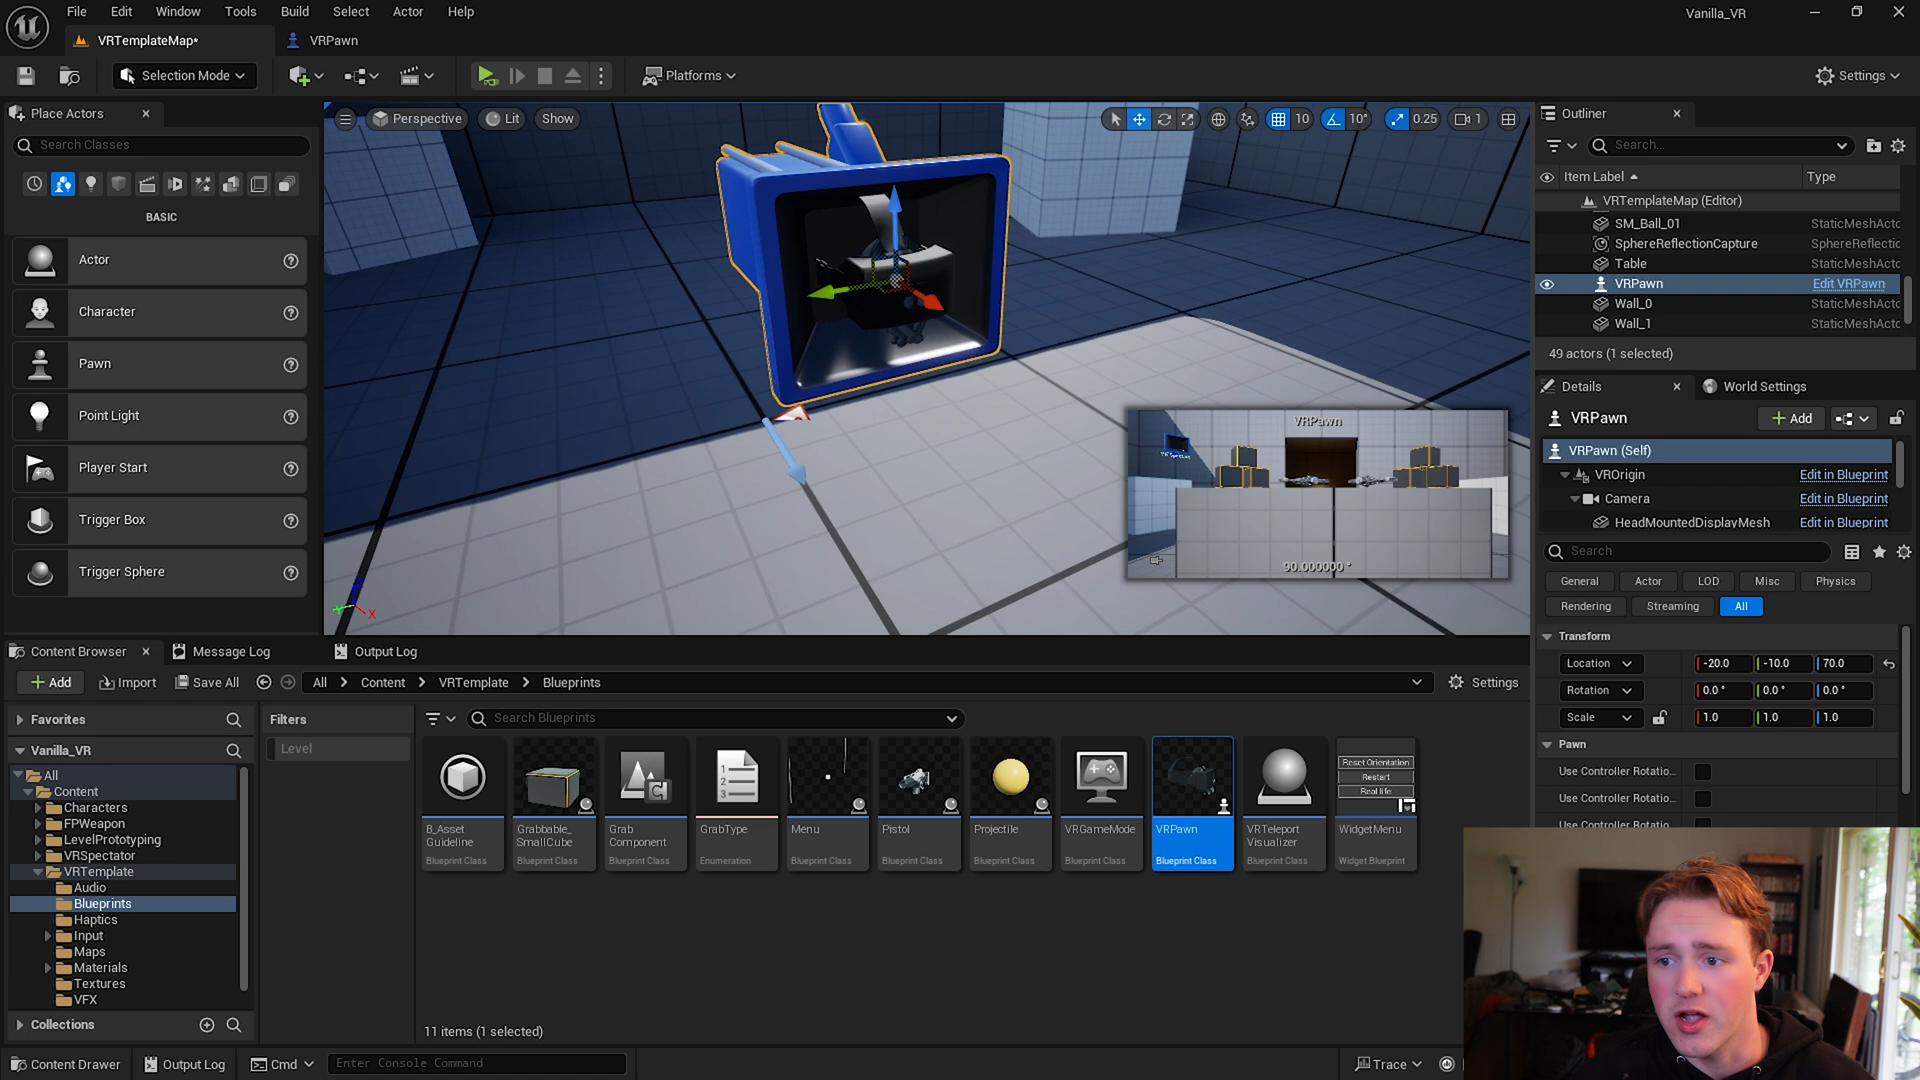 File Edit Window Tools Build Select Actor Help
Vanilla_VR
VRTemplateMap*
VRPawn
Selection Mode
Platforms
Settings
Place Actors
Search Classes
BASIC
Actor
Character
Pawn
Point Light
Player Start
Trigger Box
Trigger Sphere
Perspective
Lit
Show
10
10°
0.25
1
VRPawn
90.000000 °
X
Outliner
Search...
Item Label
Type
VRTemplateMap (Editor)
SM_Ball_01 StaticMeshActo
SphereReflectionCapture SphereReflectio
Table StaticMeshActo
VRPawn Edit VRPawn
Wall_0 StaticMeshActo
Wall_1 StaticMeshActo
49 actors (1 selected)
Details
World Settings
VRPawn
Add
VRPawn (Self)
VROrigin Edit in Blueprint
Camera Edit in Blueprint
HeadMountedDisplayMesh Edit in Blueprint
Search
General Actor LOD Misc Physics
Rendering Streaming All
Transform
Location -20.0 -10.0 70.0
Rotation 0.0 ° 0.0 ° 0.0 °
Scale 1.0 1.0 1.0
Pawn
Use Controller Rotatio...
Use Controller Rotatio...
Use Controller Rotatio...
Content Browser
Message Log
Output Log
Add
Import
Save All
All
Content
VRTemplate
Blueprints
Settings
Favorites
Vanilla_VR
All
Content
Characters
FPWeapon
LevelPrototyping
VRSpectator
VRTemplate
Audio
Blueprints
Haptics
Input
Maps
Materials
Textures
VFX
Collections
Filters
Level
Search Blueprints
B_Asset
Guideline
Blueprint Class
Grabbable_
SmallCube
Blueprint Class
Grab
Component
Blueprint Class
1
2
3
GrabType
Enumeration
Menu
Blueprint Class
Pistol
Blueprint Class
Projectile
Blueprint Class
VRGameMode
Blueprint Class
VRPawn
Blueprint Class
VRTeleport
Visualizer
Blueprint Class
Reset Orientation
Restart
Real life
WidgetMenu
Widget Blueprint
11 items (1 selected)
Content Drawer
Output Log
Cmd
Enter Console Command
Trace